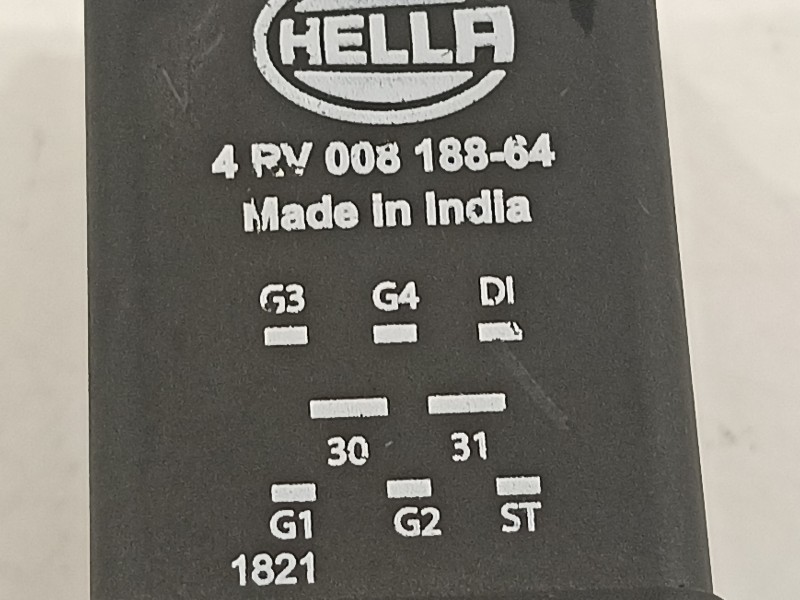 HELLA
4 RV 008 188-64
Made in India
G3 G4 DI
30 31
G1 G2 ST
1821